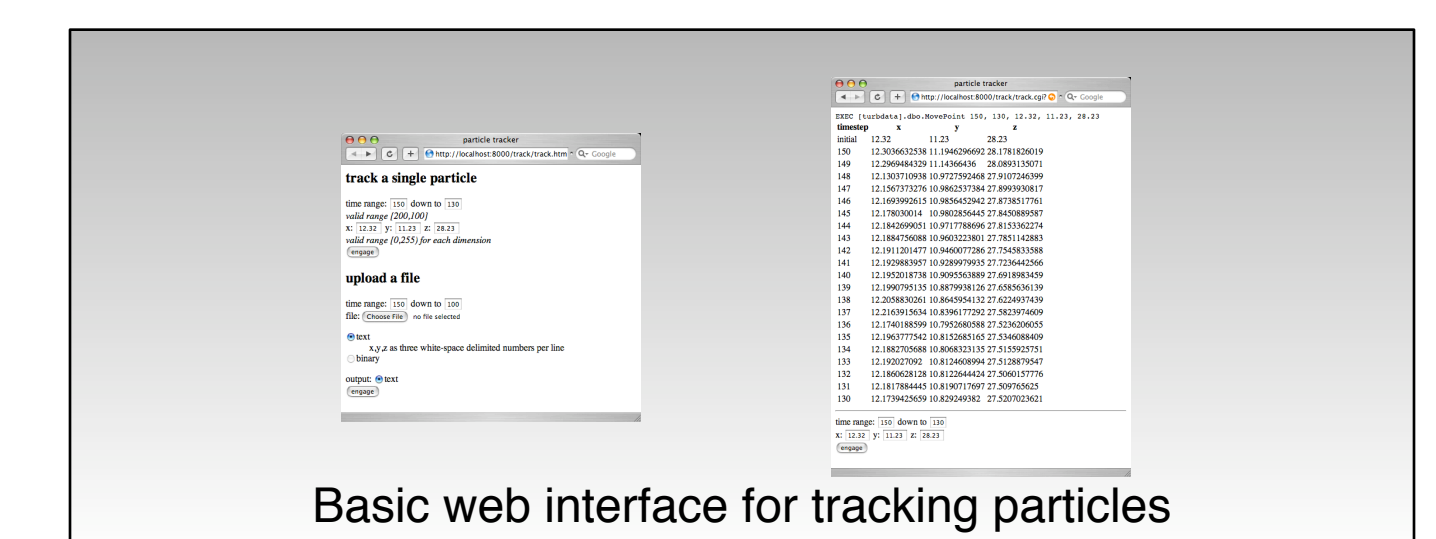 particle tracker
http://localhost:8000/track/track.htm
Google
track a single particle
time range: 150 down to 130
valid range [200,100]
x: 12.32 y: 11.23 z: 28.23
valid range [0,255) for each dimension
engage
upload a file
time range: 150 down to 100
file: Choose File no file selected
text
x,y,z as three white-space delimited numbers per line
binary
output: text
engage
particle tracker
http://localhost:8000/track/track.cgi?
Google
EXEC [turbdata].dbo.MovePoint 150, 130, 12.32, 11.23, 28.23
timestep x y z
initial 12.32 11.23 28.23
150 12.3036632538 11.1946296692 28.1781826019
149 12.2969484329 11.14366436 28.0893135071
148 12.1303710938 10.9727592468 27.9107246399
147 12.1567373276 10.9862537384 27.8993930817
146 12.1693992615 10.9856452942 27.8738517761
145 12.178030014 10.9802856445 27.8450889587
144 12.1842699051 10.9717788696 27.8153362274
143 12.1884756088 10.9603223801 27.7851142883
142 12.1911201477 10.9460077286 27.7545833588
141 12.1929883957 10.9289979935 27.7236442566
140 12.1952018738 10.9095563889 27.6918983459
139 12.1990795135 10.8879938126 27.6585636139
138 12.2058830261 10.8645954132 27.6224937439
137 12.2163915634 10.8396177292 27.5823974609
136 12.1740188599 10.7952680588 27.5236206055
135 12.1963777542 10.8152685165 27.5346088409
134 12.1882705688 10.8068323135 27.5155925751
133 12.192027092 10.8124608994 27.5128879547
132 12.1860628128 10.8122644424 27.5060157776
131 12.1817884445 10.8190717697 27.509765625
130 12.1739425659 10.829249382 27.5207023621
time range: 150 down to 130
x: 12.32 y: 11.23 z: 28.23
engage
Basic web interface for tracking particles